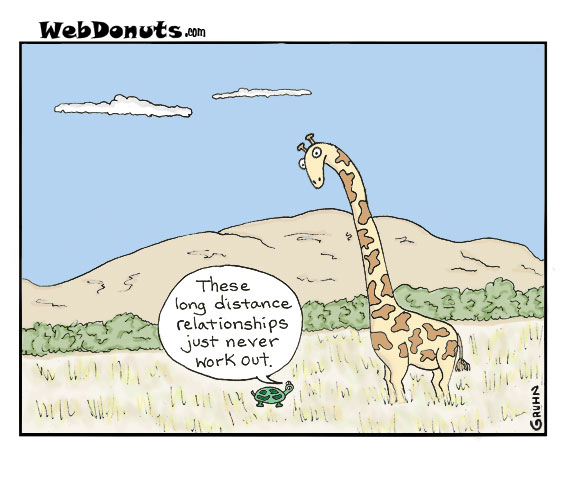 WebDonuts.com
These
long distance
relationships
just never
work out.
GRUHN